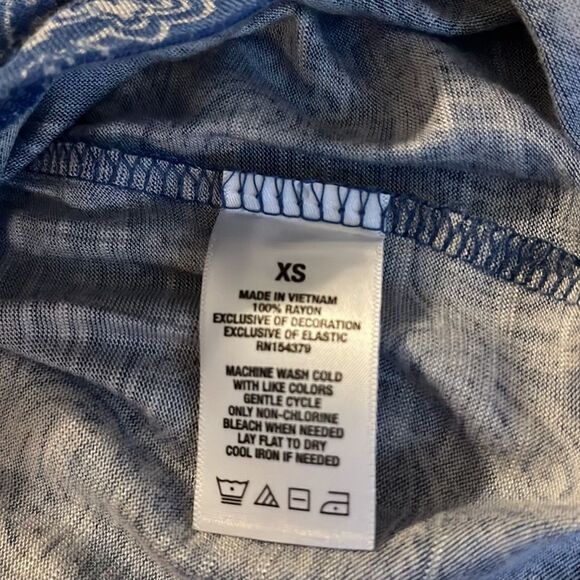 XS
MADE IN VIETNAM
100% RAYON
EXCLUSIVE OF DECORATION
EXCLUSIVE OF ELASTIC
RN154379
MACHINE WASH COLD
WITH LIKE COLORS
GENTLE CYCLE
ONLY NON-CHLORINE
BLEACH WHEN NEEDED
LAY FLAT TO DRY
COOL IRON IF NEEDED